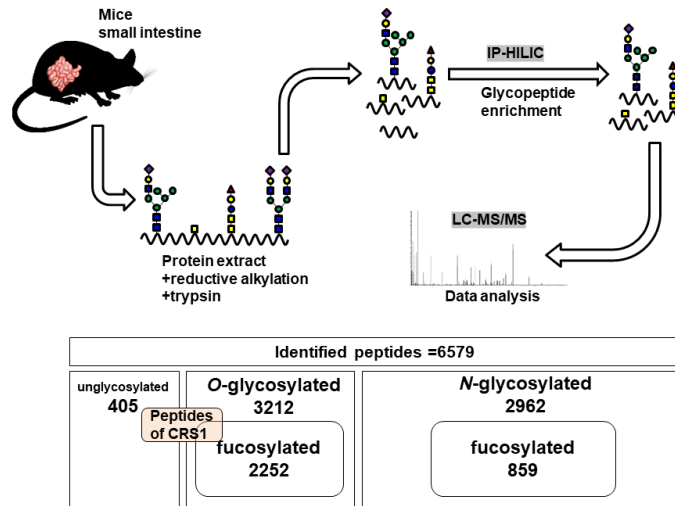 Mice
small intestine
IP-HILIC
Glycopeptide
enrichment
Protein extract
+reductive alkylation
+trypsin
LC-MS/MS
Data analysis
Identified peptides =6579
unglycosylated
405
Peptides
of CRS1
O-glycosylated
3212
fucosylated
2252
N-glycosylated
2962
fucosylated
859